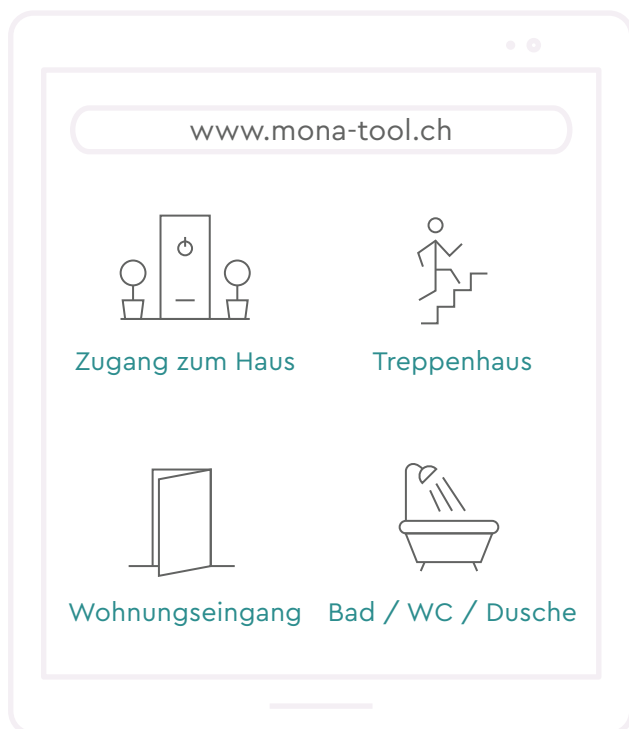 www.mona-tool.ch
Zugang zum Haus
Treppenhaus
Wohnungseingang
Bad / WC / Dusche